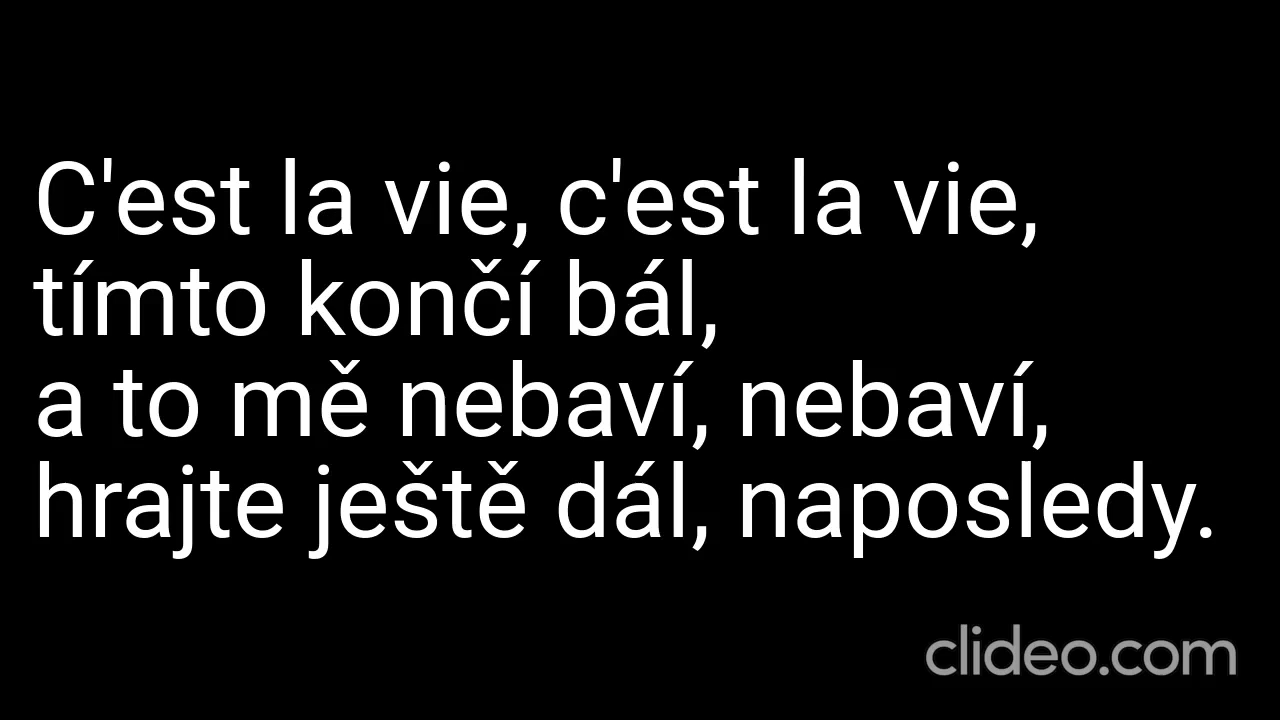 C'est la vie, c'est la vie,
tímto končí bál,
a to mě nebaví, nebaví,
hrajte ještě dál, naposledy.
clideo.com